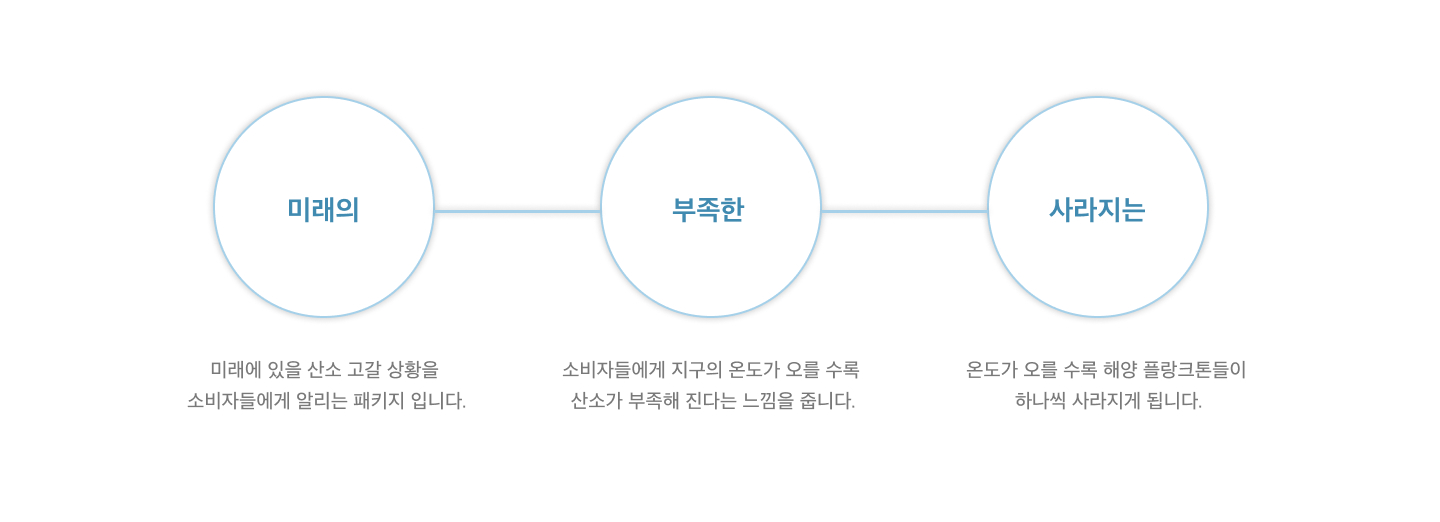 미래의
부족한
사라지는
미래에 있을 산소 고갈 상황을
소비자들에게 알리는 패키지 입니다.
소비자들에게 지구의 온도가 오를 수록
산소가 부족해 진다는 느낌을 줍니다.
온도가 오를 수록 해양 플랑크톤들이
하나씩 사라지게 됩니다.